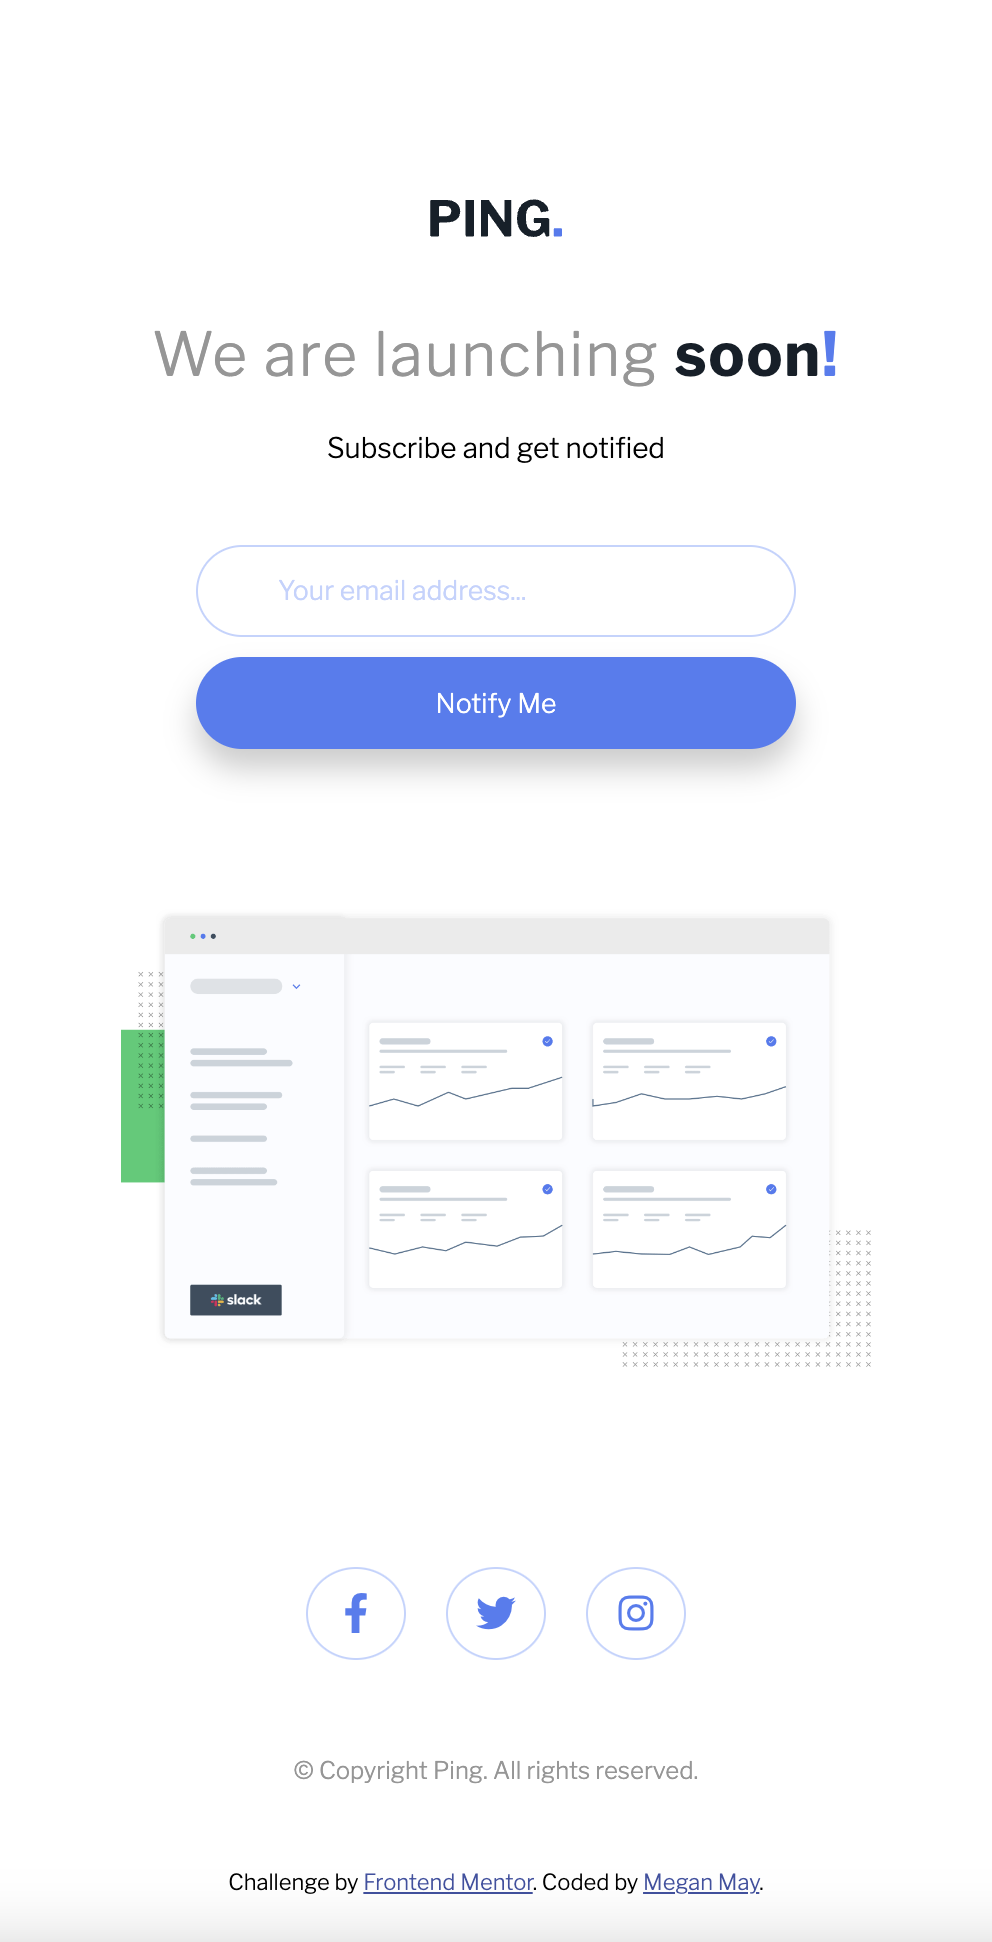 PING.
We are launching soon!
Subscribe and get notified
Your email address...
Notify Me
slack
© Copyright Ping. All rights reserved.
Challenge by Frontend Mentor. Coded by Megan May.